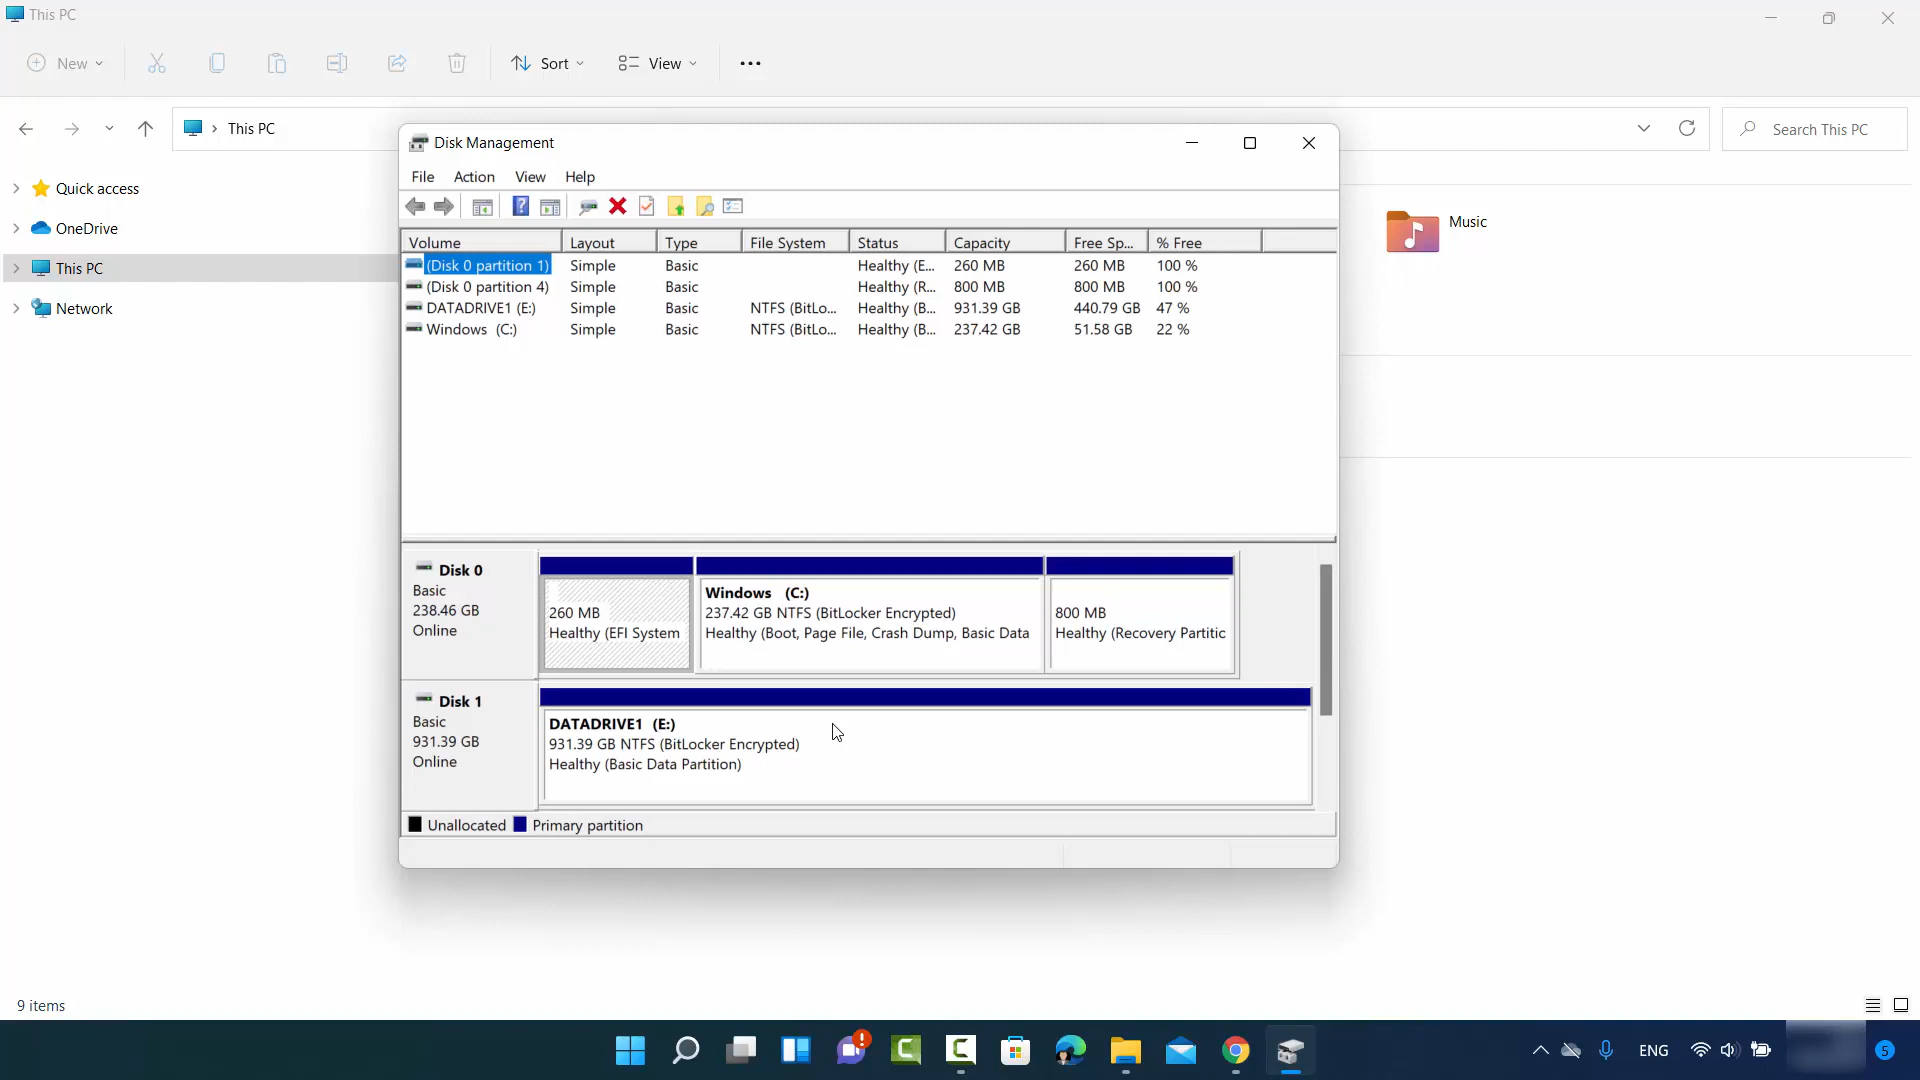 This PC
New
Sort
View
This PC
Search This PC
Quick access
OneDrive
This PC
Network
Music
Disk Management
File Action View Help
Volume Layout Type File System Status Capacity Free Sp... % Free
(Disk 0 partition 1) Simple Basic Healthy (E... 260 MB 260 MB 100 %
(Disk 0 partition 4) Simple Basic Healthy (R... 800 MB 800 MB 100 %
DATADRIVE1 (E:) Simple Basic NTFS (BitLo... Healthy (B... 931.39 GB 440.79 GB 47 %
Windows (C:) Simple Basic NTFS (BitLo... Healthy (B... 237.42 GB 51.58 GB 22 %
Disk 0
Basic
238.46 GB
Online
260 MB
Healthy (EFI System
Windows (C:)
237.42 GB NTFS (BitLocker Encrypted)
Healthy (Boot, Page File, Crash Dump, Basic Data
800 MB
Healthy (Recovery Partitic
Disk 1
Basic
931.39 GB
Online
DATADRIVE1 (E:)
931.39 GB NTFS (BitLocker Encrypted)
Healthy (Basic Data Partition)
Unallocated Primary partition
9 items
ENG
5